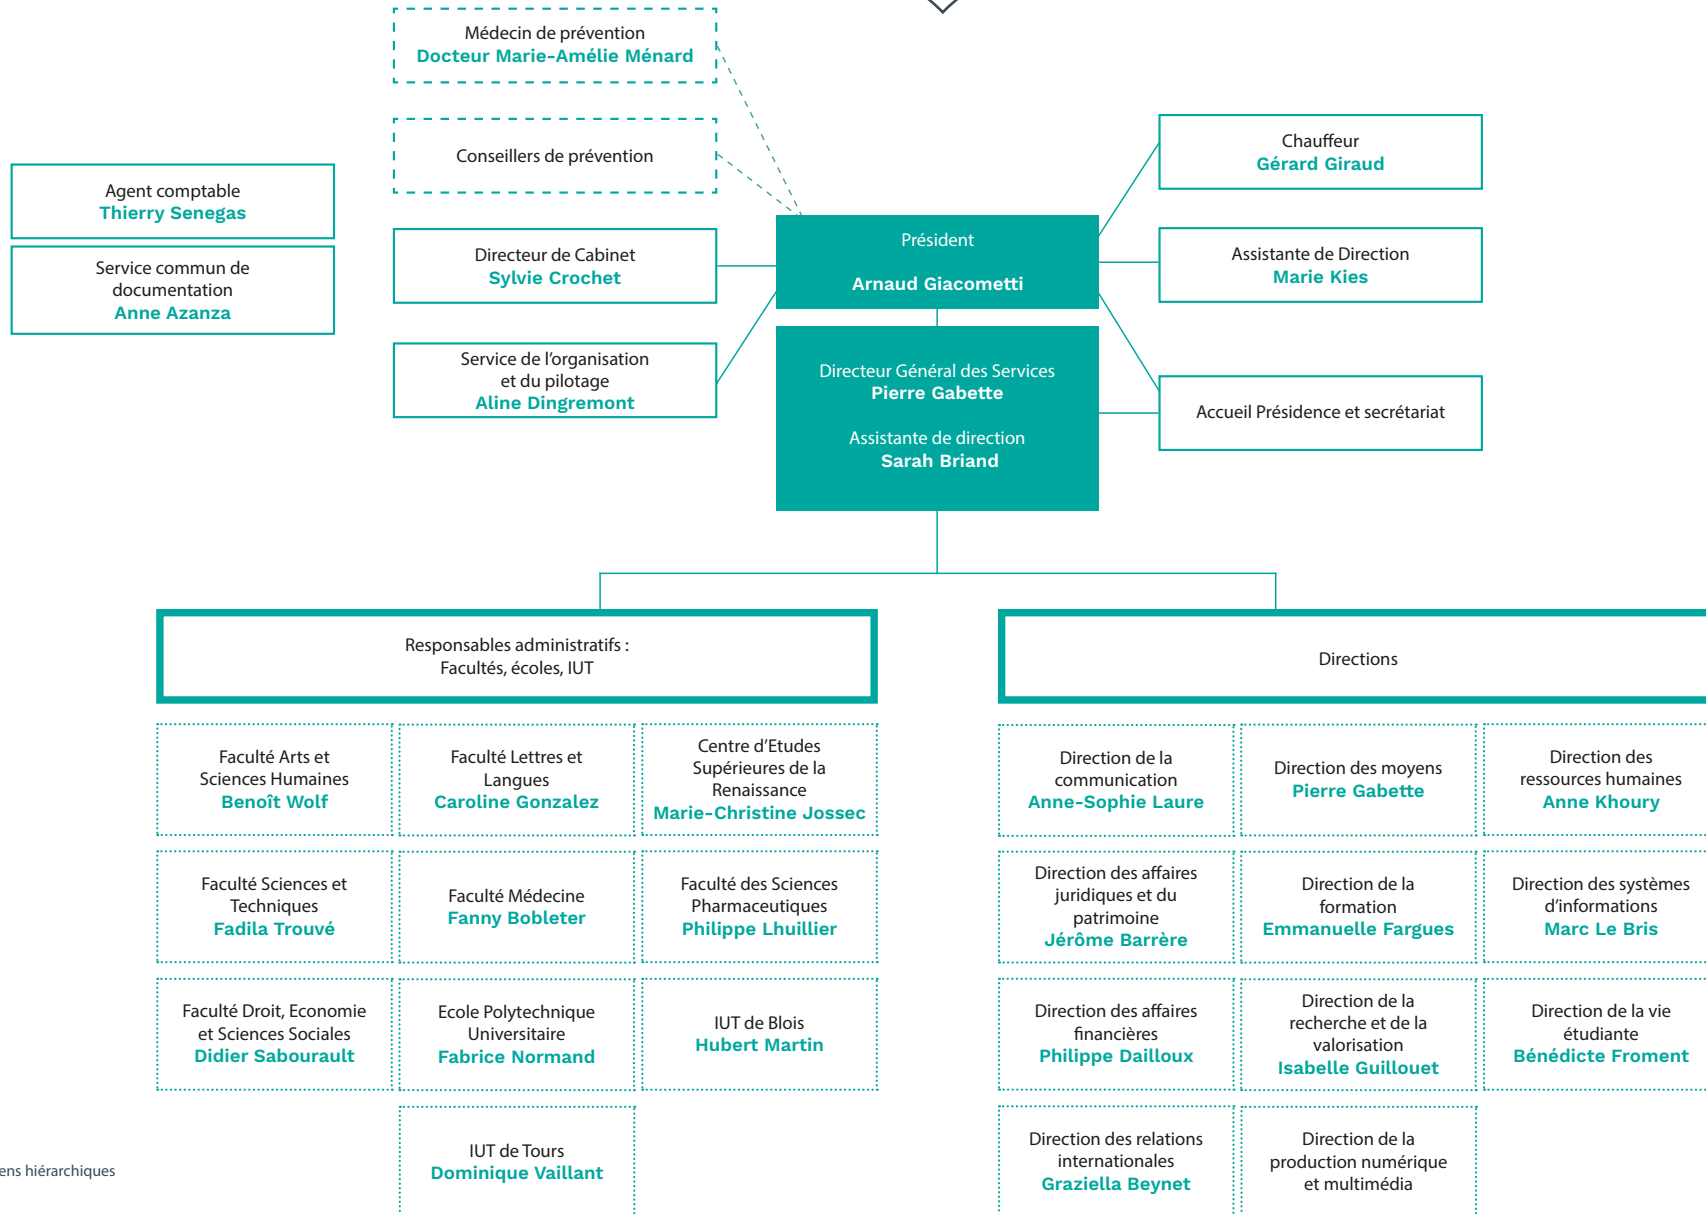 Médecin de prévention
Docteur Marie-Amélie Ménard
Conseillers de prévention
Agent comptable
Thierry Senegas
Service commun de
documentation
Anne Azanza
Directeur de Cabinet
Sylvie Crochet
Service de l'organisation
et du pilotage
Aline Dingremont
Président
Arnaud Giacometti
Directeur Général des Services
Pierre Gabette
Assistante de direction
Sarah Briand
Chauffeur
Gérard Giraud
Assistante de Direction
Marie Kies
Accueil Présidence et secrétariat
Responsables administratifs :
Facultés, écoles, IUT
Faculté Arts et
Sciences Humaines
Benoît Wolf
Faculté Lettres et
Langues
Caroline Gonzalez
Centre d'Etudes
Supérieures de la
Renaissance
Marie-Christine Jossec
Faculté Sciences et
Techniques
Fadila Trouvé
Faculté Médecine
Fanny Bobleter
Faculté des Sciences
Pharmaceutiques
Philippe Lhuillier
Faculté Droit, Economie
et Sciences Sociales
Didier Sabourault
Ecole Polytechnique
Universitaire
Fabrice Normand
IUT de Blois
Hubert Martin
IUT de Tours
Dominique Vaillant
Directions
Direction de la
communication
Anne-Sophie Laure
Direction des moyens
Pierre Gabette
Direction des
ressources humaines
Anne Khoury
Direction des affaires
juridiques et du
patrimoine
Jérôme Barrère
Direction de la
formation
Emmanuelle Fargues
Direction des systèmes
d'informations
Marc Le Bris
Direction des affaires
financières
Philippe Dailloux
Direction de la
recherche et de la
valorisation
Isabelle Guillouet
Direction de la vie
étudiante
Bénédicte Froment
Direction des relations
internationales
Graziella Beynet
Direction de la
production numérique
et multimédia
ens hiérarchiques